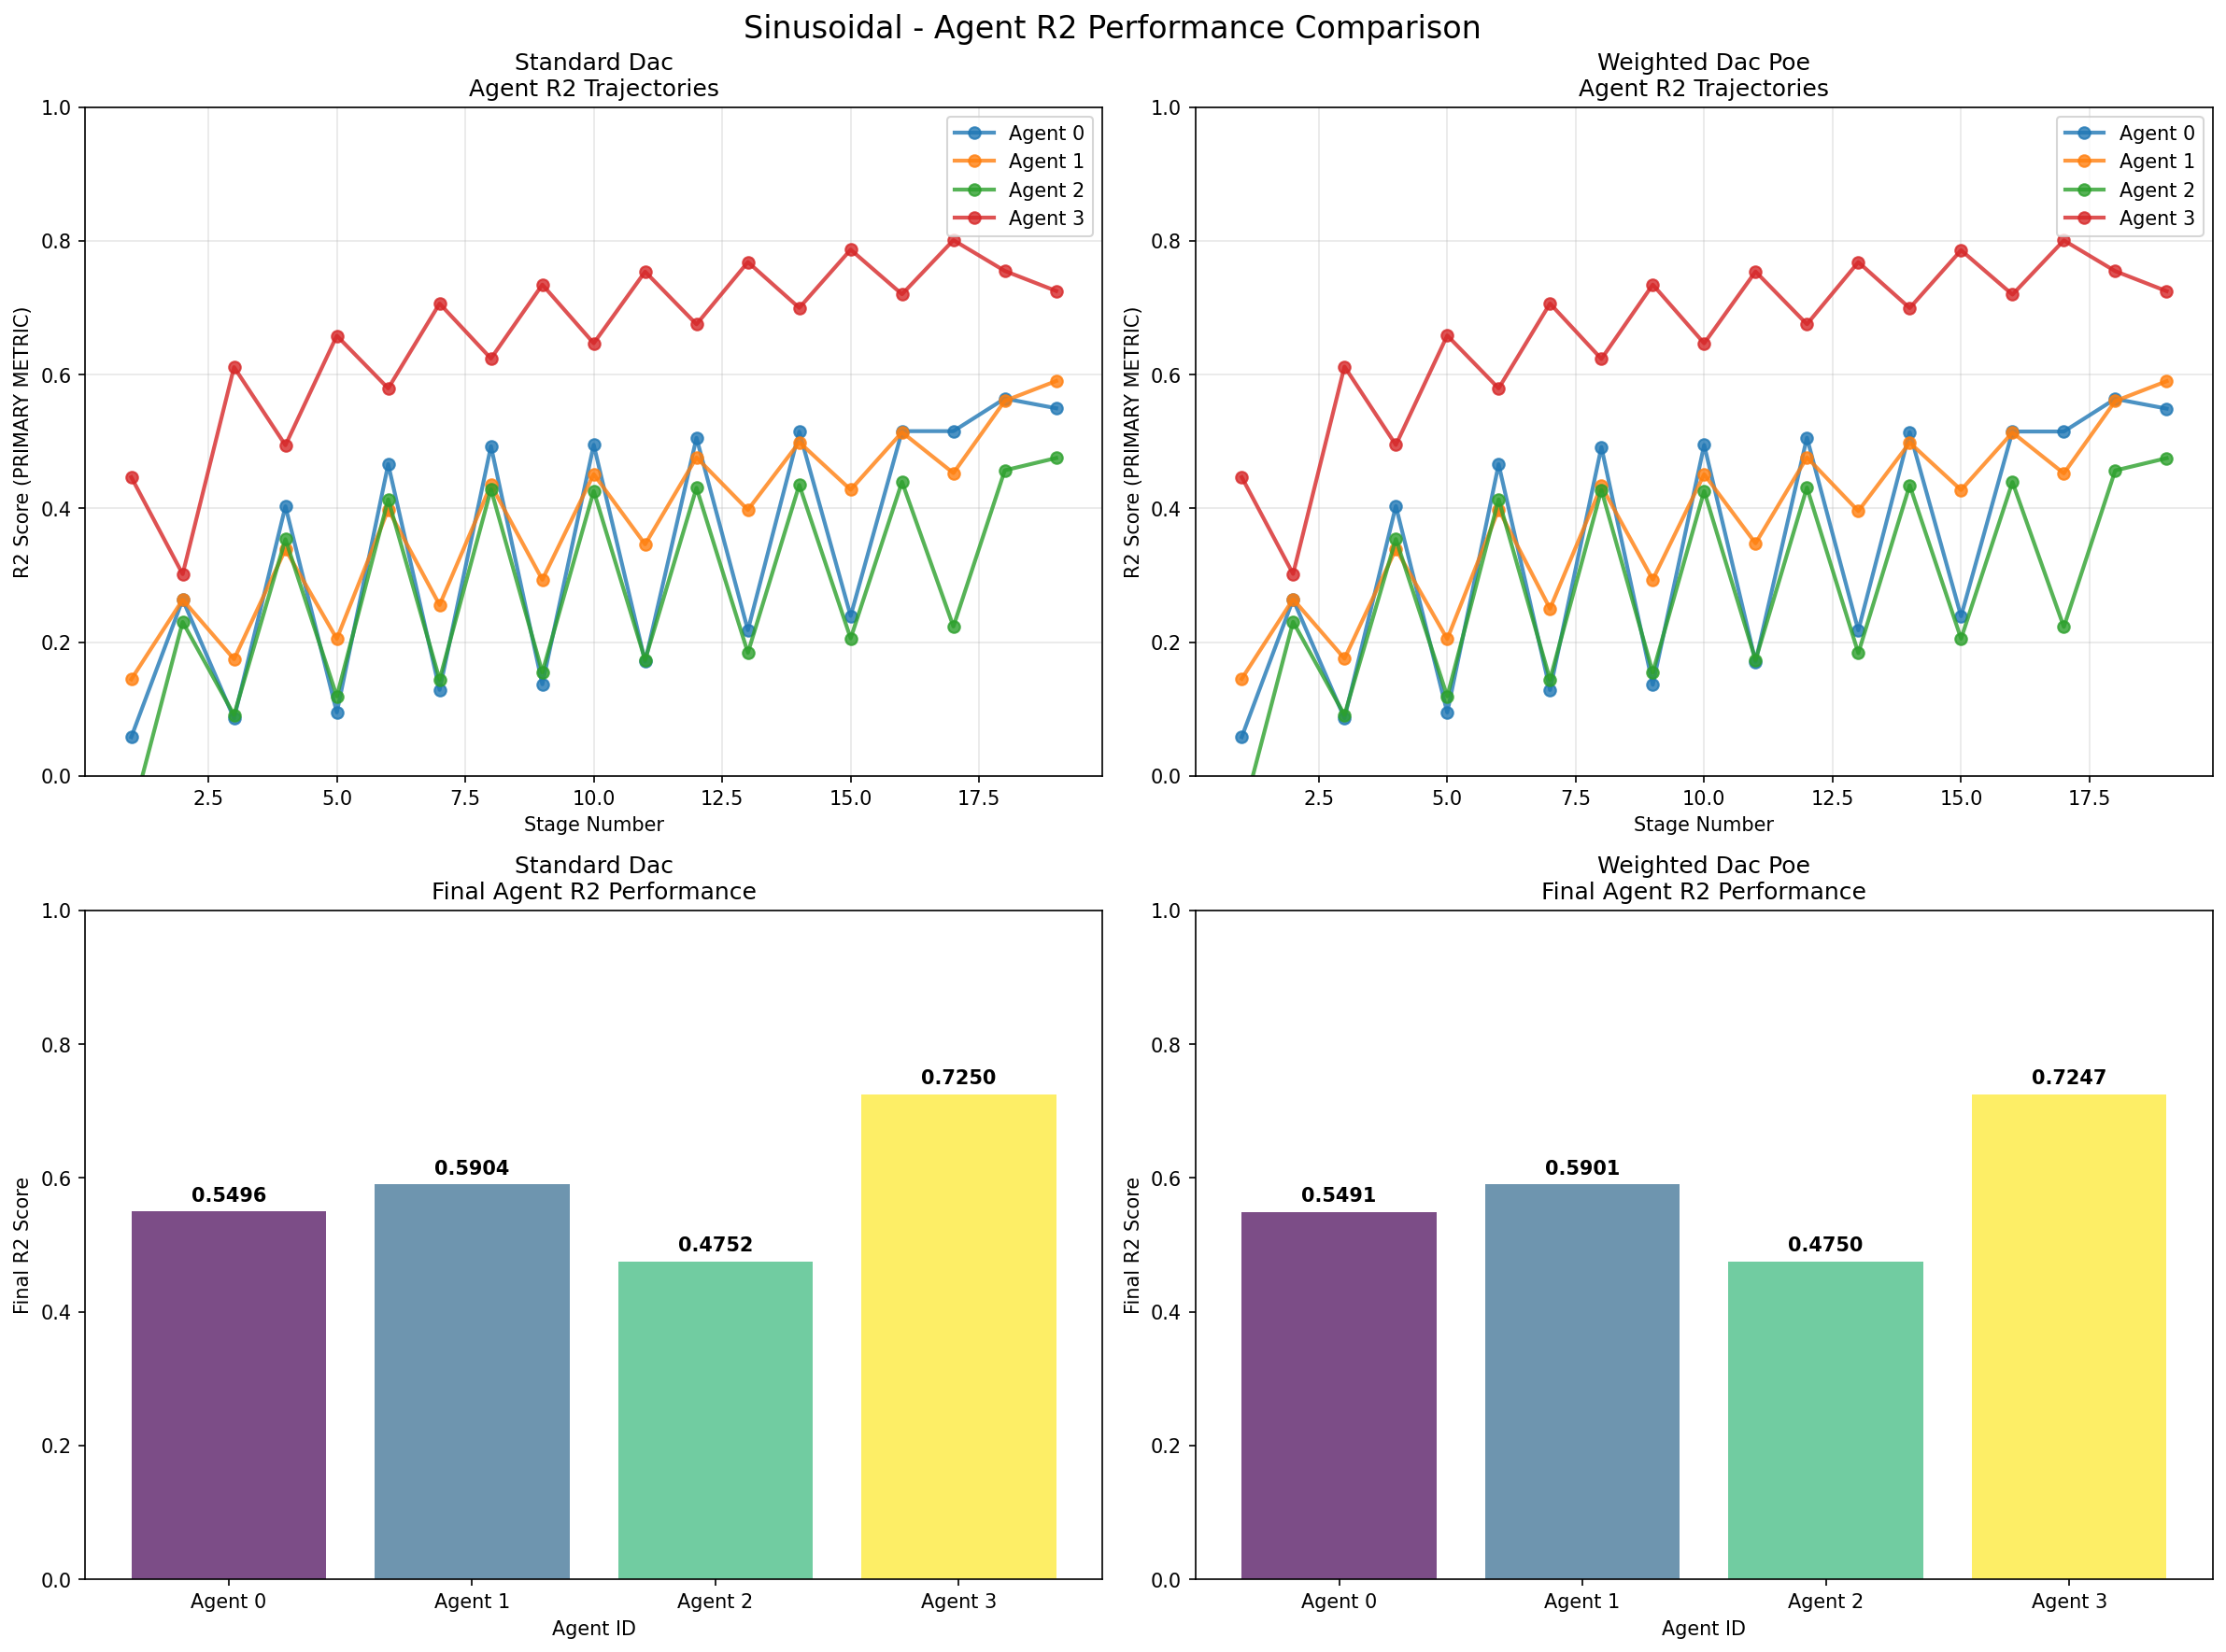 Sinusoidal - Agent R2 Performance Comparison
Standard Dac
Agent R2 Trajectories
1.0
0.8
0.6
0.4
0.2
0.0
R2 Score (PRIMARY METRIC)
Agent 0
Agent 1
Agent 2
Agent 3
2.5 5.0 7.5 10.0 12.5 15.0 17.5
Stage Number
Weighted Dac Poe
Agent R2 Trajectories
1.0
0.8
0.6
0.4
0.2
0.0
R2 Score (PRIMARY METRIC)
Agent 0
Agent 1
Agent 2
Agent 3
2.5 5.0 7.5 10.0 12.5 15.0 17.5
Stage Number
Standard Dac
Final Agent R2 Performance
1.0
0.8
0.6
0.4
0.2
0.0
Final R2 Score
0.5496
0.5904
0.4752
0.7250
Agent 0 Agent 1 Agent 2 Agent 3
Agent ID
Weighted Dac Poe
Final Agent R2 Performance
1.0
0.8
0.6
0.4
0.2
0.0
Final R2 Score
0.5491
0.5901
0.4750
0.7247
Agent 0 Agent 1 Agent 2 Agent 3
Agent ID